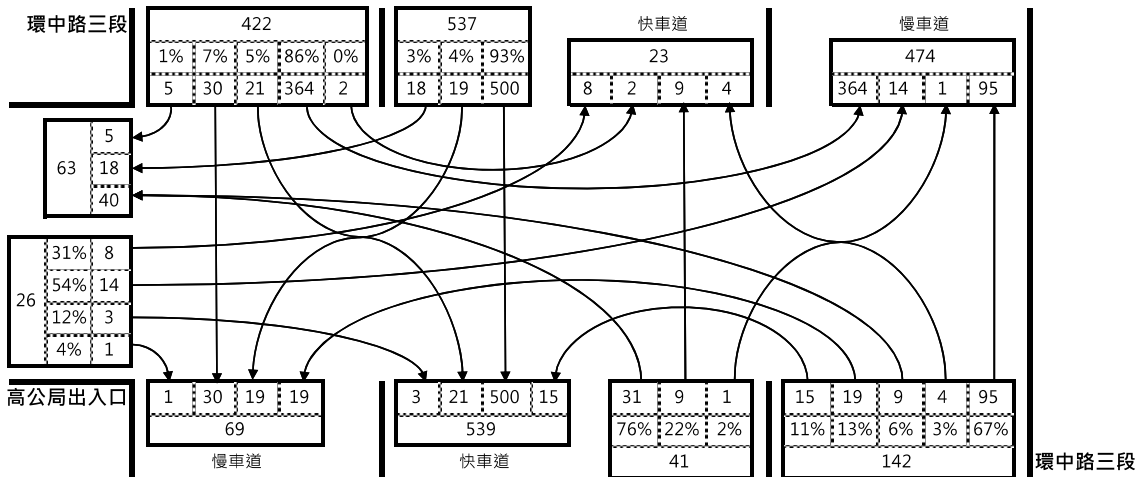 環中路三段
422
1% 7% 5% 86% 0%
5 30 21 364 2
537
3% 4% 93%
18 19 500
快車道
23
8 2 9 4
慢車道
474
364 14 1 95
63
5
18
40
26
31% 8
54% 14
12% 3
4% 1
高公局出入口
1 30 19 19
69
慢車道
3 21 500 15
539
快車道
31 9 1
76% 22% 2%
41
15 19 9 4 95
11% 13% 6% 3% 67%
142
環中路三段